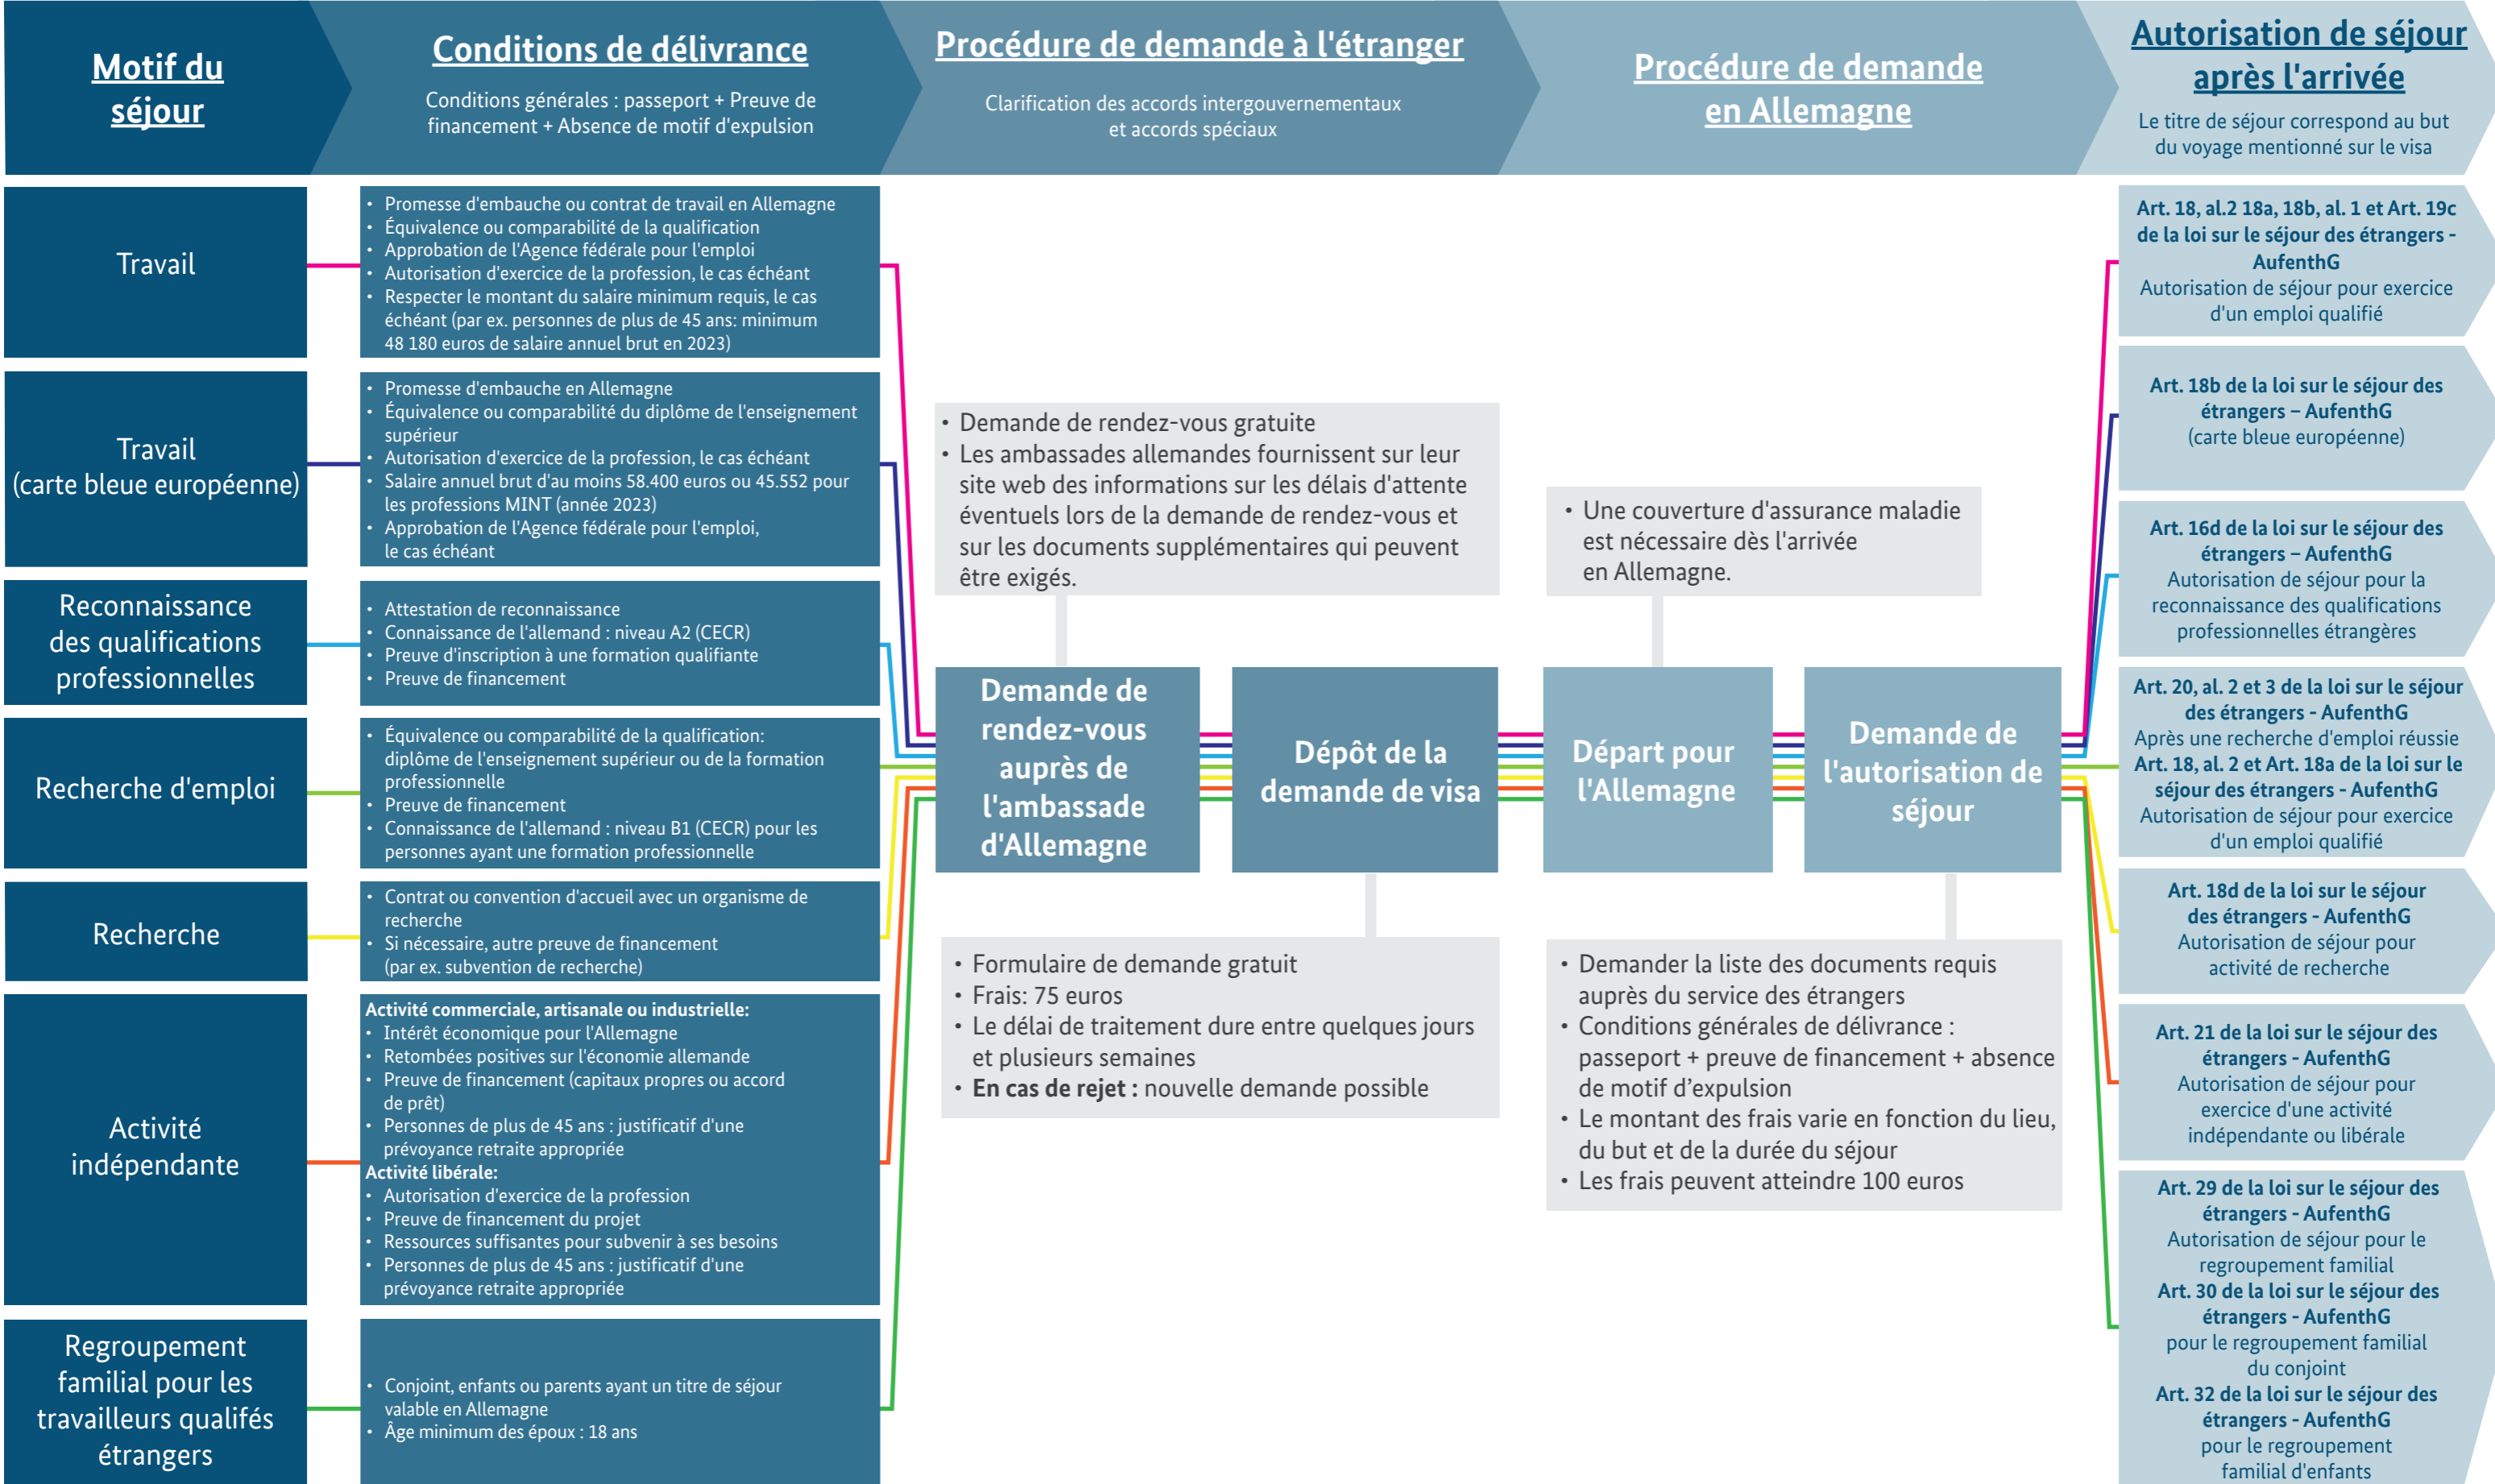 Motif du
séjour
Conditions de délivrance
Conditions générales : passeport + Preuve de
financement + Absence de motif d'expulsion
Procédure de demande à l'étranger
Clarification des accords intergouvernementaux
et accords spéciaux
Procédure de demande
en Allemagne
Autorisation de séjour
après l'arrivée
Le titre de séjour correspond au but
du voyage mentionné sur le visa
Travail
• Promesse d'embauche ou contrat de travail en Allemagne
• Équivalence ou comparabilité de la qualification
• Approbation de l'Agence fédérale pour l'emploi
• Autorisation d'exercice de la profession, le cas échéant
• Respecter le montant du salaire minimum requis, le cas
échéant (par ex. personnes de plus de 45 ans: minimum
48 180 euros de salaire annuel brut en 2023)
Travail
(carte bleue européenne)
• Promesse d'embauche en Allemagne
• Équivalence ou comparabilité du diplôme de l'enseignement
supérieur
• Autorisation d'exercice de la profession, le cas échéant
• Salaire annuel brut d'au moins 58.400 euros ou 45.552 pour
les professions MINT (année 2023)
• Approbation de l'Agence fédérale pour l'emploi,
le cas échéant
Reconnaissance
des qualifications
professionnelles
• Attestation de reconnaissance
• Connaissance de l'allemand : niveau A2 (CECR)
• Preuve d'inscription à une formation qualifiante
• Preuve de financement
Recherche d'emploi
• Équivalence ou comparabilité de la qualification:
diplôme de l'enseignement supérieur ou de la formation
professionnelle
• Preuve de financement
• Connaissance de l'allemand : niveau B1 (CECR) pour les
personnes ayant une formation professionnelle
Recherche
• Contrat ou convention d'accueil avec un organisme de
recherche
• Si nécessaire, autre preuve de financement
(par ex. subvention de recherche)
Activité
indépendante
Activité commerciale, artisanale ou industrielle:
• Intérêt économique pour l'Allemagne
• Retombées positives sur l'économie allemande
• Preuve de financement (capitaux propres ou accord
de prêt)
• Personnes de plus de 45 ans : justificatif d'une
prévoyance retraite appropriée
Activité libérale:
• Autorisation d'exercice de la profession
• Preuve de financement du projet
• Ressources suffisantes pour subvenir à ses besoins
• Personnes de plus de 45 ans : justificatif d'une
prévoyance retraite appropriée
Regroupement
familial pour les
travailleurs qualifés
étrangers
• Conjoint, enfants ou parents ayant un titre de séjour
valable en Allemagne
• Âge minimum des époux : 18 ans
• Demande de rendez-vous gratuite
• Les ambassades allemandes fournissent sur leur
site web des informations sur les délais d'attente
éventuels lors de la demande de rendez-vous et
sur les documents supplémentaires qui peuvent
être exigés.
Demande de
rendez-vous
auprès de
l'ambassade
d'Allemagne
Dépôt de la
demande de visa
• Formulaire de demande gratuit
• Frais: 75 euros
• Le délai de traitement dure entre quelques jours
et plusieurs semaines
• En cas de rejet : nouvelle demande possible
• Une couverture d'assurance maladie
est nécessaire dès l'arrivée
en Allemagne.
Départ pour
l'Allemagne
Demande de
l'autorisation de
séjour
• Demander la liste des documents requis
auprès du service des étrangers
• Conditions générales de délivrance :
passeport + preuve de financement + absence
de motif d’expulsion
• Le montant des frais varie en fonction du lieu,
du but et de la durée du séjour
• Les frais peuvent atteindre 100 euros
Art. 18, al.2 18a, 18b, al. 1 et Art. 19c
de la loi sur le séjour des étrangers -
AufenthG
Autorisation de séjour pour exercice
d'un emploi qualifié
Art. 18b de la loi sur le séjour des
étrangers – AufenthG
(carte bleue européenne)
Art. 16d de la loi sur le séjour des
étrangers – AufenthG
Autorisation de séjour pour la
reconnaissance des qualifications
professionnelles étrangères
Art. 20, al. 2 et 3 de la loi sur le séjour
des étrangers - AufenthG
Après une recherche d'emploi réussie
Art. 18, al. 2 et Art. 18a de la loi sur le
séjour des étrangers - AufenthG
Autorisation de séjour pour exercice
d'un emploi qualifié
Art. 18d de la loi sur le séjour
des étrangers - AufenthG
Autorisation de séjour pour
activité de recherche
Art. 21 de la loi sur le séjour des
étrangers - AufenthG
Autorisation de séjour pour
exercice d'une activité
indépendante ou libérale
Art. 29 de la loi sur le séjour des
étrangers - AufenthG
Autorisation de séjour pour le
regroupement familial
Art. 30 de la loi sur le séjour des
étrangers - AufenthG
pour le regroupement familial
du conjoint
Art. 32 de la loi sur le séjour des
étrangers - AufenthG
pour le regroupement
familial d'enfants